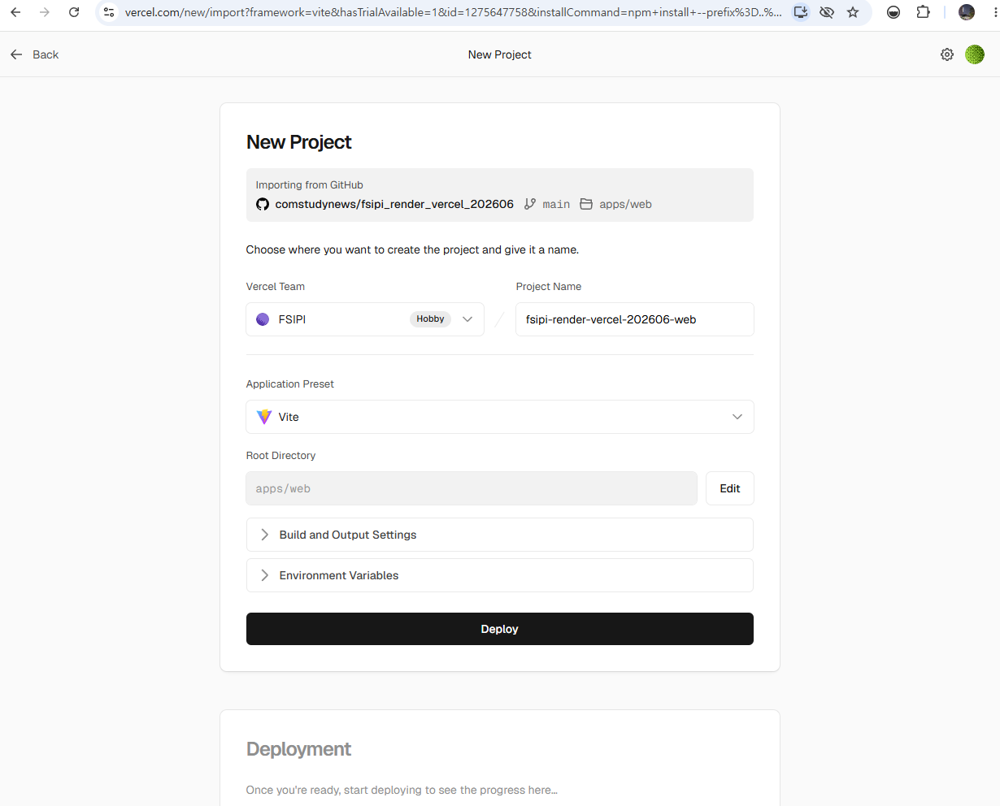 vercel.com/new/import?framework=vite&hasTrialAvailable=1&id=1275647758&installCommand=npm+install+--prefix%3D..%...
Back
New Project
New Project
Importing from GitHub
comstudynews/fsipi_render_vercel_202606 main apps/web
Choose where you want to create the project and give it a name.
Vercel Team
Project Name
FSIPI Hobby
/
fsipi-render-vercel-202606-web
Application Preset
Vite
Root Directory
apps/web
Edit
Build and Output Settings
Environment Variables
Deploy
Deployment
Once you're ready, start deploying to see the progress here...